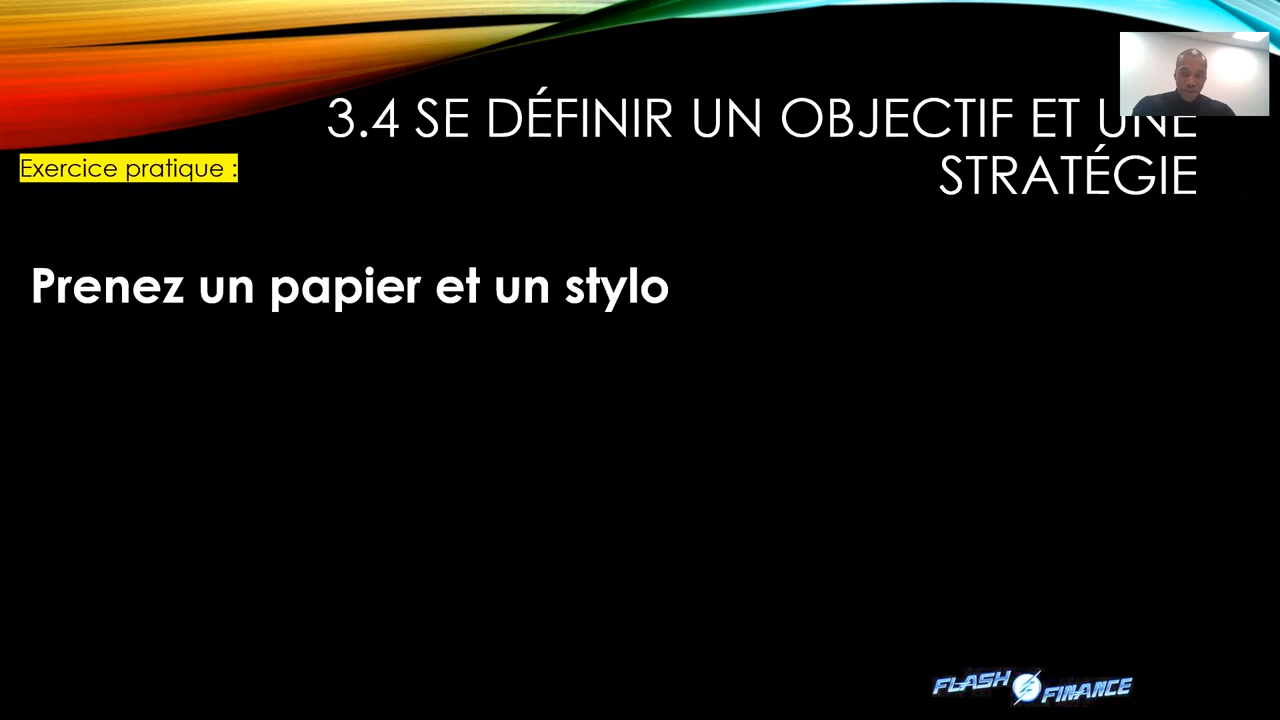 3.4 SE DÉFINIR UN OBJECTIF ET UNE
STRATÉGIE
Exercice pratique :
Prenez un papier et un stylo
FLASH FINANCE